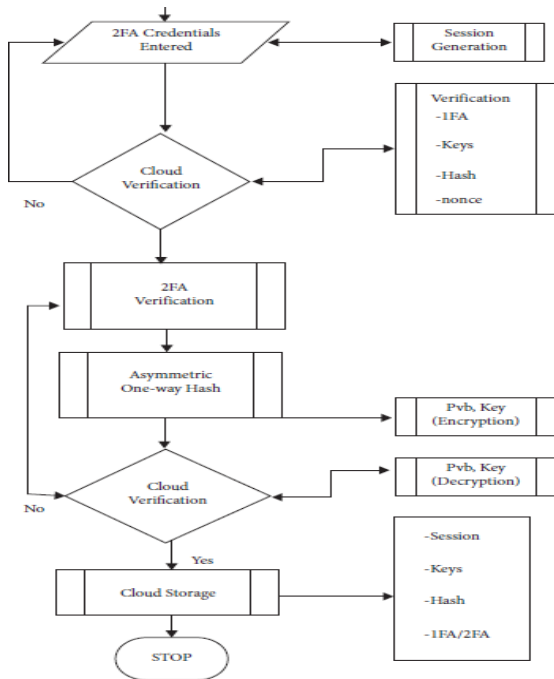 2FA Credentials
Entered
Session
Generation
Verification
-1FA
-Keys
-Hash
-nonce
Cloud
Verification
No
2FA
Verification
Asymmetric
One-way Hash
Pvb, Key
(Encryption)
Cloud
Verification
Pvb, Key
(Decryption)
No
Yes
Cloud Storage
-Session
-Keys
-Hash
-1FA/2FA
STOP